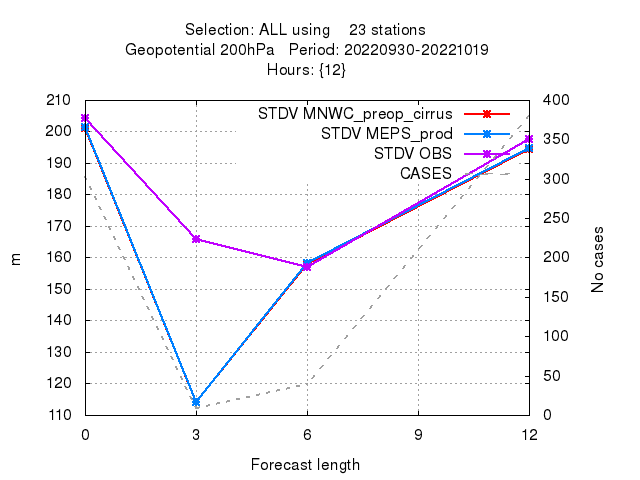 Selection: ALL using 23 stations
Geopotential 200hPa Period: 20220930-20221019
Hours: {12}
STDV MNWC_preop_cirrus
STDV MEPS_prod
STDV OBS
CASES
210
200
190
180
170
160
150
140
130
120
110
400
350
300
250
200
150
100
50
0
m
No cases
0 3 6 9 12
Forecast length